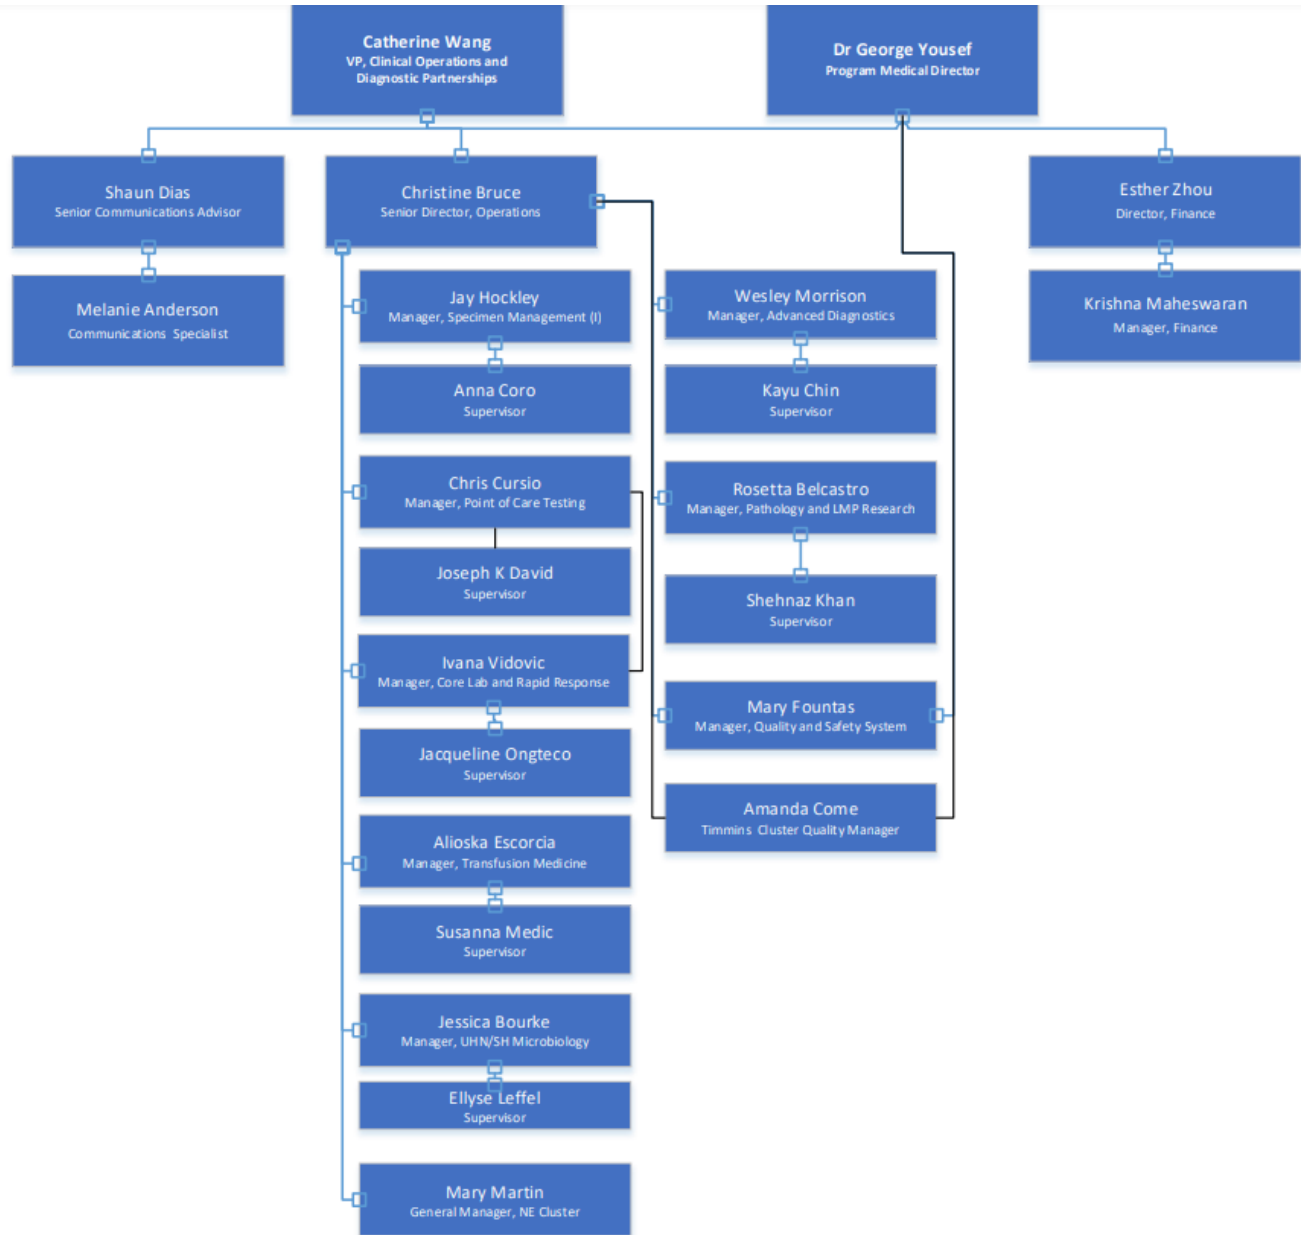 Catherine Wang
VP, Clinical Operations and
Diagnostic Partnerships
Dr George Yousef
Program Medical Director
Shaun Dias
Senior Communications Advisor
Melanie Anderson
Communications Specialist
Christine Bruce
Senior Director, Operations
Esther Zhou
Director, Finance
Krishna Maheswaran
Manager, Finance
Jay Hockley
Manager, Specimen Management (I)
Anna Coro
Supervisor
Chris Cursio
Manager, Point of Care Testing
Joseph K David
Supervisor
Ivana Vidovic
Manager, Core Lab and Rapid Response
Jacqueline Ongteco
Supervisor
Alioska Escorcia
Manager, Transfusion Medicine
Susanna Medic
Supervisor
Jessica Bourke
Manager, UHN/SH Microbiology
Ellyse Leffel
Supervisor
Mary Martin
General Manager, NE Cluster
Wesley Morrison
Manager, Advanced Diagnostics
Kayu Chin
Supervisor
Rosetta Belcastro
Manager, Pathology and LMP Research
Shehnaz Khan
Supervisor
Mary Fountas
Manager, Quality and Safety System
Amanda Come
Timmins Cluster Quality Manager